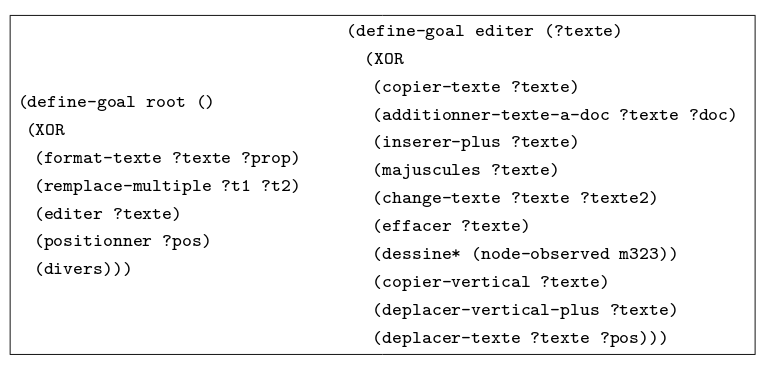 (define-goal root ()
(XOR
(format-texte ?texte ?prop)
(remplace-multiple ?t1 ?t2)
(editer ?texte)
(positionner ?pos)
(divers)))
(define-goal editer (?texte)
(XOR
(copier-texte ?texte)
(additionner-texte-a-doc ?texte ?doc)
(inserer-plus ?texte)
(majuscules ?texte)
(change-texte ?texte ?texte2)
(effacer ?texte)
(dessine* (node-observed m323))
(copier-vertical ?texte)
(deplacer-vertical-plus ?texte)
(deplacer-texte ?texte ?pos)))